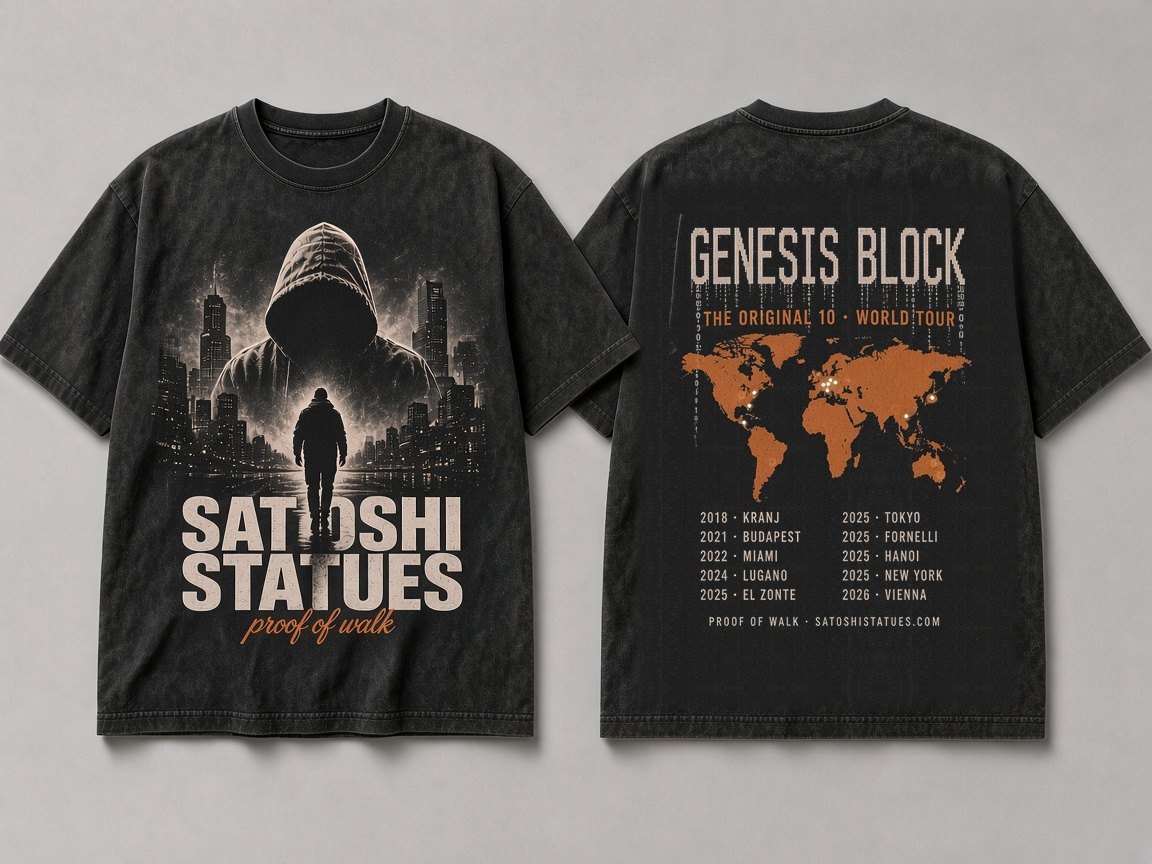 SATOSHI
STATUES
proof of walk
GENESIS BLOCK
THE ORIGINAL 10 · WORLD TOUR
2018 · KRANJ
2021 · BUDAPEST
2022 · MIAMI
2024 · LUGANO
2025 · EL ZONTE
2025 · TOKYO
2025 · FORNELLI
2025 · HANOI
2025 · NEW YORK
2026 · VIENNA
PROOF OF WALK · SATOSHISTATUES.COM